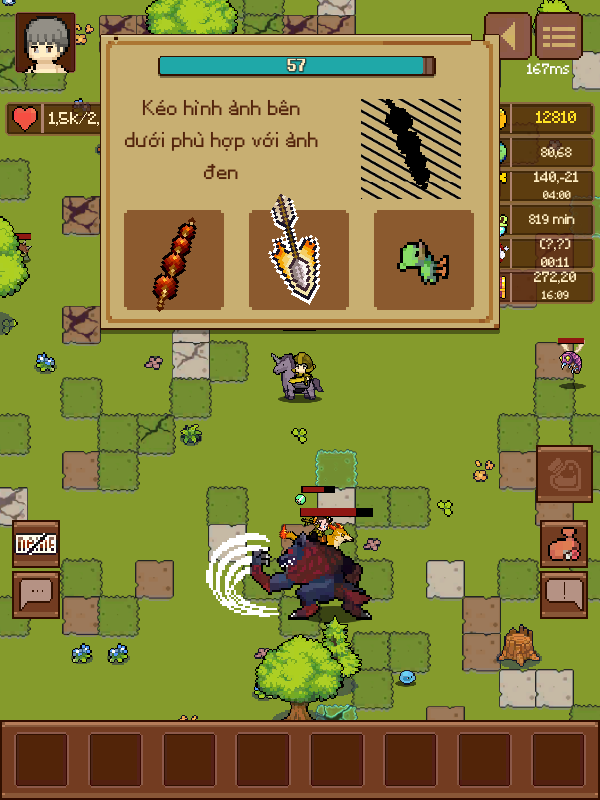 57
167ms
Kéo hình ảnh bên
dưới phù hợp với ảnh
đen
1,5k/2,
12810
80,68
140,-21
04:00
819 min
(?,?)
00:11
272,20
16:09